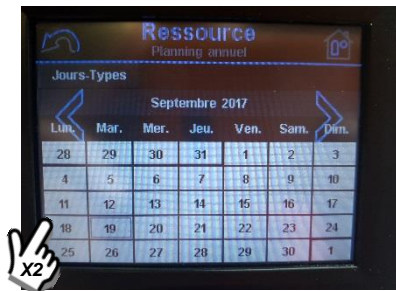 Ressource
Planning annuel
0°
Jours-Types
Septembre 2017
Lun. Mar. Mer. Jeu. Ven. Sam. Dim.
28 29 30 31 1 2 3
4 5 6 7 8 9 10
11 12 13 14 15 16 17
18 19 20 21 22 23 24
25 26 27 28 29 30 1
X2